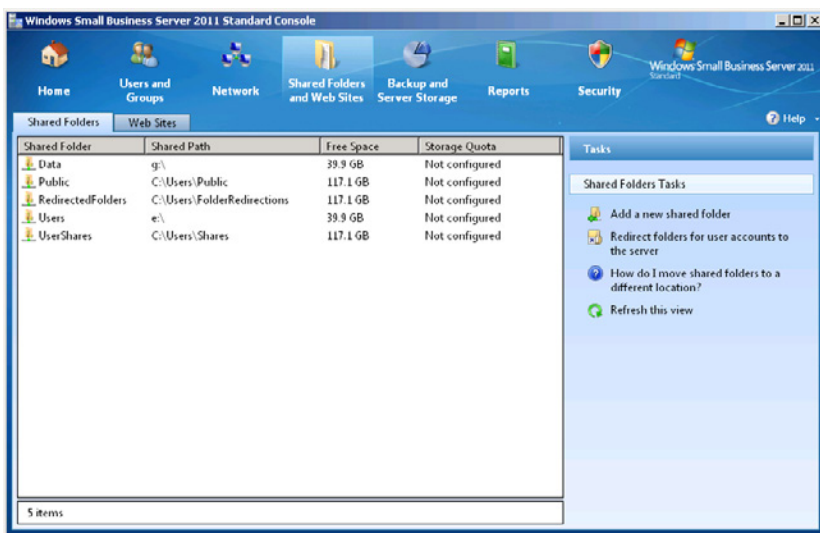 Windows Small Business Server 2011 Standard Console
Home
Users and Groups
Network
Shared Folders and Web Sites
Backup and Server Storage
Reports
Security
Windows Small Business Server 2011
Standard
Shared Folders Web Sites
Help
Shared Folder Shared Path Free Space Storage Quota
Data g:\ 39.9 GB Not configured
Public C:\Users\Public 117.1 GB Not configured
RedirectedFolders C:\Users\FolderRedirections 117.1 GB Not configured
Users e:\ 39.9 GB Not configured
UserShares C:\Users\Shares 117.1 GB Not configured
5 items
Tasks
Shared Folders Tasks
Add a new shared folder
Redirect folders for user accounts to
the server
How do I move shared folders to a
different location?
Refresh this view